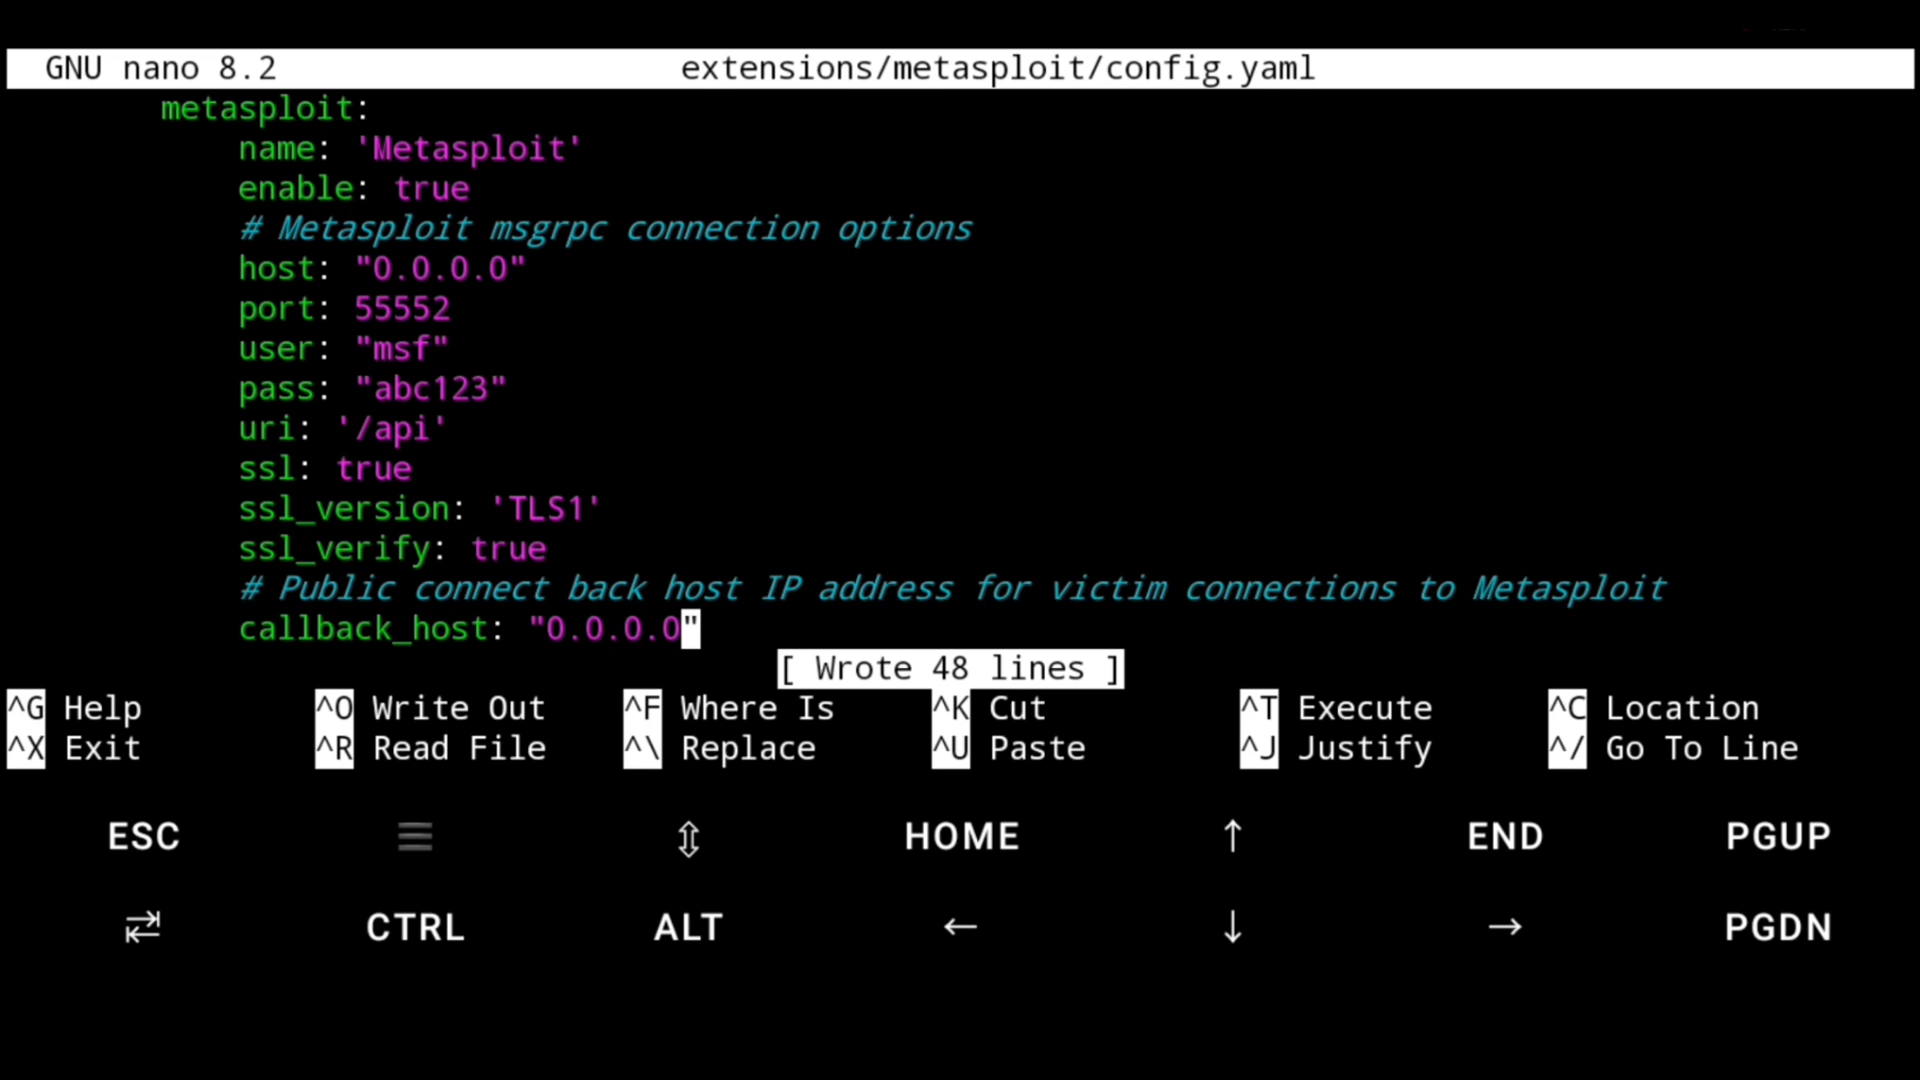 GNU nano 8.2 extensions/metasploit/config.yaml
metasploit:
name: 'Metasploit'
enable: true
# Metasploit msgrpc connection options
host: "0.0.0.0"
port: 55552
user: "msf"
pass: "abc123"
uri: '/api'
ssl: true
ssl_version: 'TLS1'
ssl_verify: true
# Public connect back host IP address for victim connections to Metasploit
callback_host: "0.0.0.0"
[ Wrote 48 lines ]
^G Help ^O Write Out ^F Where Is ^K Cut ^T Execute ^C Location
^X Exit ^R Read File ^\ Replace ^U Paste ^J Justify ^/ Go To Line
ESC ☰ ⇳ HOME ↑ END PGUP
⇄ CTRL ALT ← ↓ → PGDN